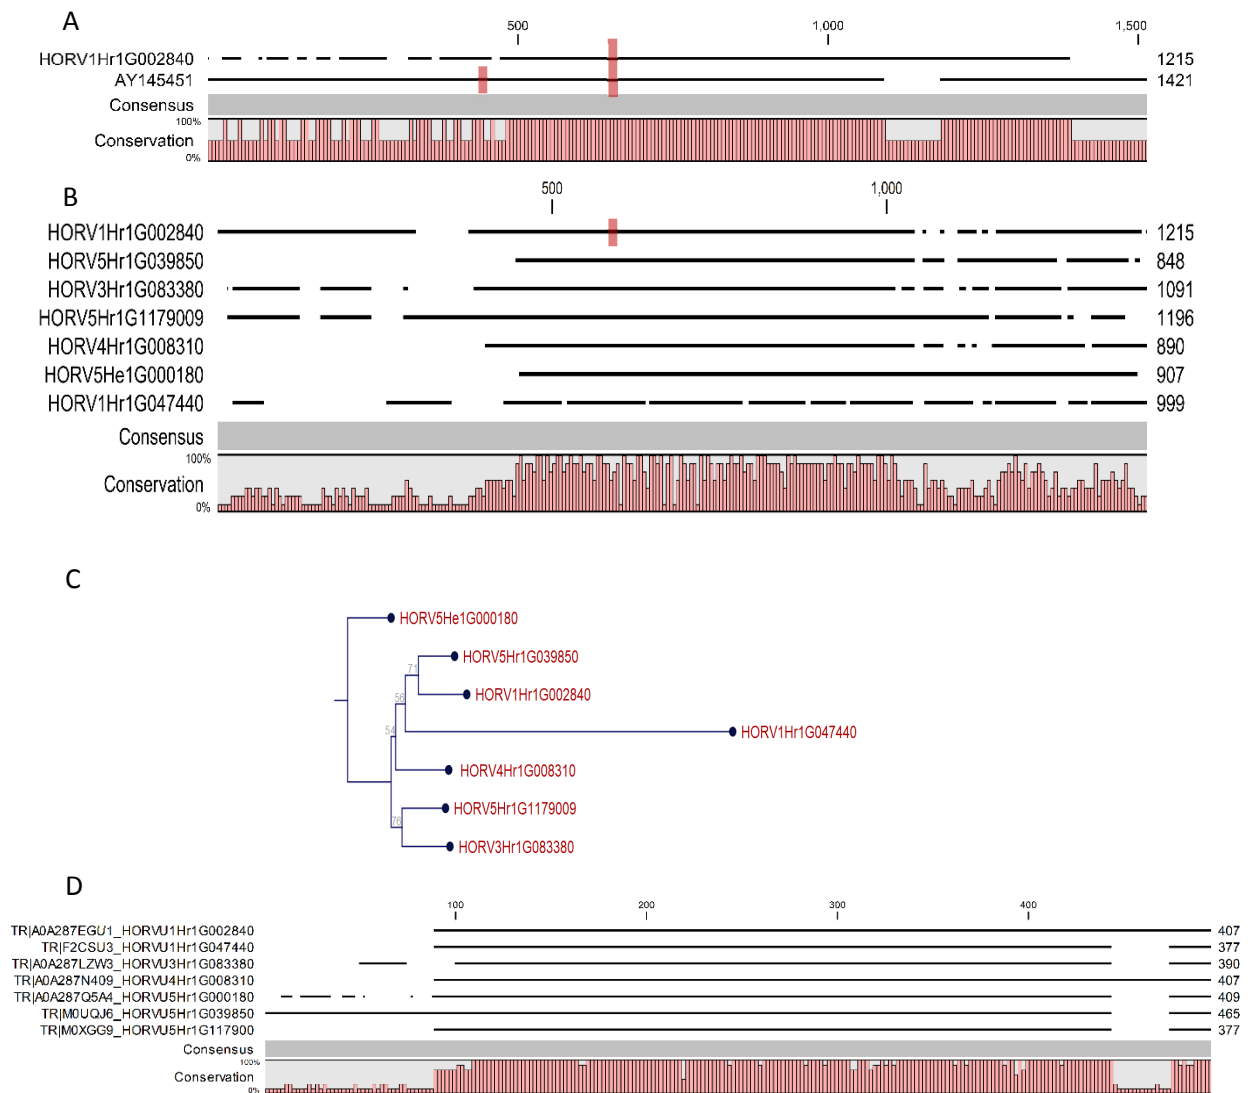 A
500 1,000 1,500
HORV1Hr1G002840 1215
AY145451 1421
Consensus
100%
Conservation
0%
B
500 1,000
HORV1Hr1G002840 1215
HORV5Hr1G039850 848
HORV3Hr1G083380 1091
HORV5Hr1G1179009 1196
HORV4Hr1G008310 890
HORV5He1G000180 907
HORV1Hr1G047440 999
Consensus
100%
Conservation
0%
C
HORV5He1G000180
71 HORV5Hr1G039850
HORV1Hr1G002840
56
HORV1Hr1G047440
54
HORV4Hr1G008310
HORV5Hr1G1179009
76
HORV3Hr1G083380
D
100 200 300 400
TR|A0A287EGU1_HORVU1Hr1G002840 407
TR|F2CSU3_HORVU1Hr1G047440 377
TR|A0A287LZW3_HORVU3Hr1G083380 390
TR|A0A287N409_HORVU4Hr1G008310 407
TR|A0A287Q5A4_HORVU5Hr1G000180 409
TR|M0UQJ6_HORVU5Hr1G039850 465
TR|M0XGG9_HORVU5Hr1G117900 377
Consensus
100%
Conservation
0%